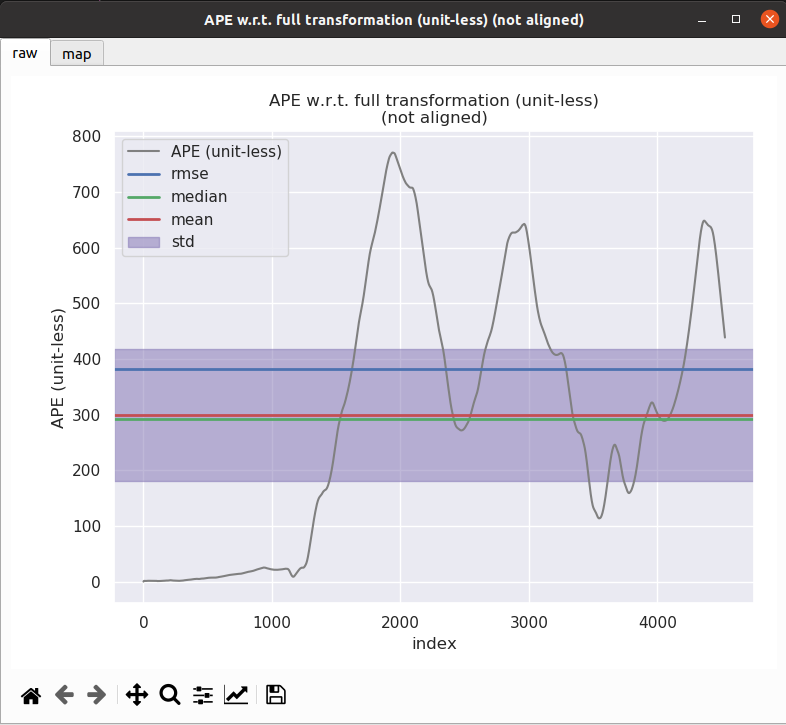 APE w.r.t. full transformation (unit-less) (not aligned)
raw map
APE w.r.t. full transformation (unit-less)
(not aligned)
APE (unit-less)
rmse
median
mean
std
APE (unit-less)
800
700
600
500
400
300
200
100
0
0 1000 2000 3000 4000
index